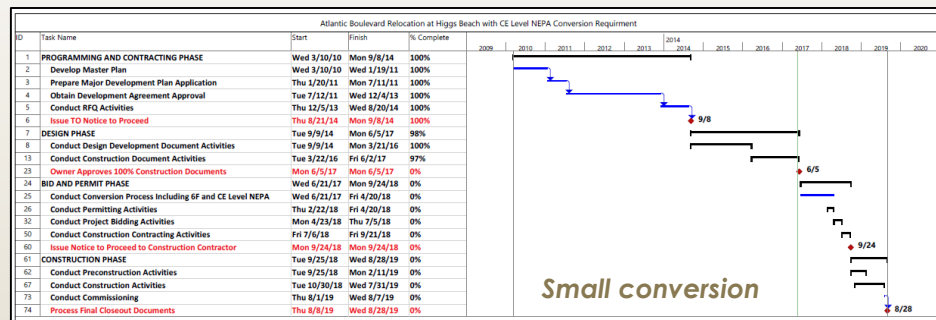 Atlantic Boulevard Relocation at Higgs Beach with CE Level NEPA Conversion Requirment
ID Task Name Start Finish % Complete 2014
2009 2010 2011 2012 2013 2014 2015 2016 2017 2018 2019 2020
1 PROGRAMMING AND CONTRACTING PHASE Wed 3/10/10 Mon 9/8/14 100%
2 Develop Master Plan Wed 3/10/10 Wed 1/19/11 100%
3 Prepare Major Development Plan Application Thu 1/20/11 Mon 7/11/11 100%
4 Obtain Development Agreement Approval Tue 7/12/11 Wed 12/4/13 100%
5 Conduct RFQ Activities Thu 12/5/13 Wed 8/20/14 100%
6 Issue TO Notice to Proceed Thu 8/21/14 Mon 9/8/14 100% 9/8
7 DESIGN PHASE Tue 9/9/14 Mon 6/5/17 98%
8 Conduct Design Development Document Activities Tue 9/9/14 Mon 3/21/16 100%
13 Conduct Construction Document Activities Tue 3/22/16 Fri 6/2/17 97%
23 Owner Approves 100% Construction Documents Mon 6/5/17 Mon 6/5/17 0% 6/5
24 BID AND PERMIT PHASE Wed 6/21/17 Mon 9/24/18 0%
25 Conduct Conversion Process Including 6F and CE Level NEPA Wed 6/21/17 Fri 4/20/18 0%
26 Conduct Permitting Activities Thu 2/22/18 Fri 4/20/18 0%
32 Conduct Project Bidding Activities Mon 4/23/18 Thu 7/5/18 0%
50 Conduct Construction Contracting Activities Fri 7/6/18 Fri 9/21/18 0%
60 Issue Notice to Proceed to Construction Contractor Mon 9/24/18 Mon 9/24/18 0% 9/24
61 CONSTRUCTION PHASE Tue 9/25/18 Wed 8/28/19 0%
62 Conduct Preconstruction Activities Tue 9/25/18 Mon 2/11/19 0%
67 Conduct Construction Activities Tue 10/30/18 Wed 7/31/19 0%
73 Conduct Commissioning Thu 8/1/19 Wed 8/7/19 0%
74 Process Final Closeout Documents Thu 8/8/19 Wed 8/28/19 0% 8/28
Small conversion